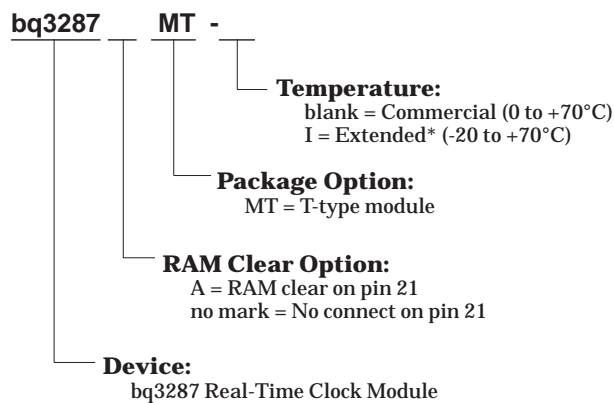 bq3287 MT -
Temperature:
blank = Commercial (0 to +70°C)
I = Extended* (-20 to +70°C)
Package Option:
MT = T-type module
RAM Clear Option:
A = RAM clear on pin 21
no mark = No connect on pin 21
Device:
bq3287 Real-Time Clock Module